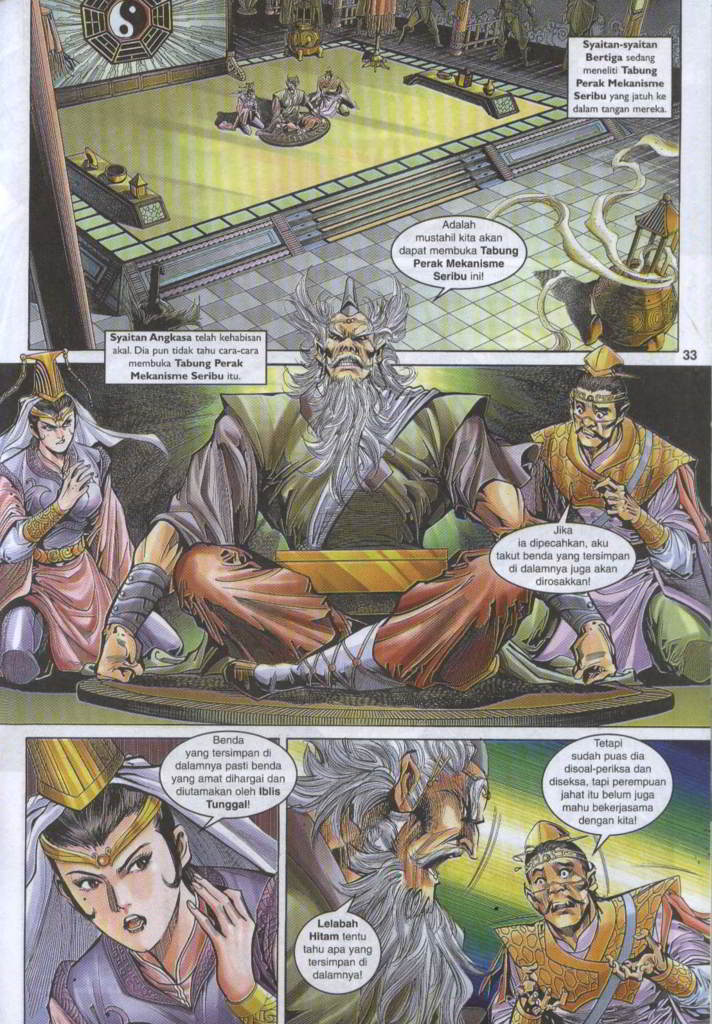 Syaitan-syaitan
Bertiga sedang
meneliti Tabung
Perak Mekanisme
Seribu yang jatuh ke
dalam tangan mereka.
Adalah
mustahil kita akan
dapat membuka Tabung
Perak Mekanisme
Seribu ini!
Syaitan Angkasa telah kehabisan
akal. Dia pun tidak tahu cara-cara
membuka Tabung Perak
Mekanisme Seribu itu.
33
Jika
ia dipecahkan, aku
takut benda yang tersimpan
di dalamnya juga akan
dirosakkan!
Benda
yang tersimpan di
dalamnya pasti benda
yang amat dihargai dan
diutamakan oleh Iblis
Tunggal!
Tetapi
sudah puas dia
disoal-periksa dan
diseksa, tapi perempuan
jahat itu belum juga
mahu bekerjasama
dengan kita!
Lelabah
Hitam tentu
tahu apa yang
tersimpan di
dalamnya!